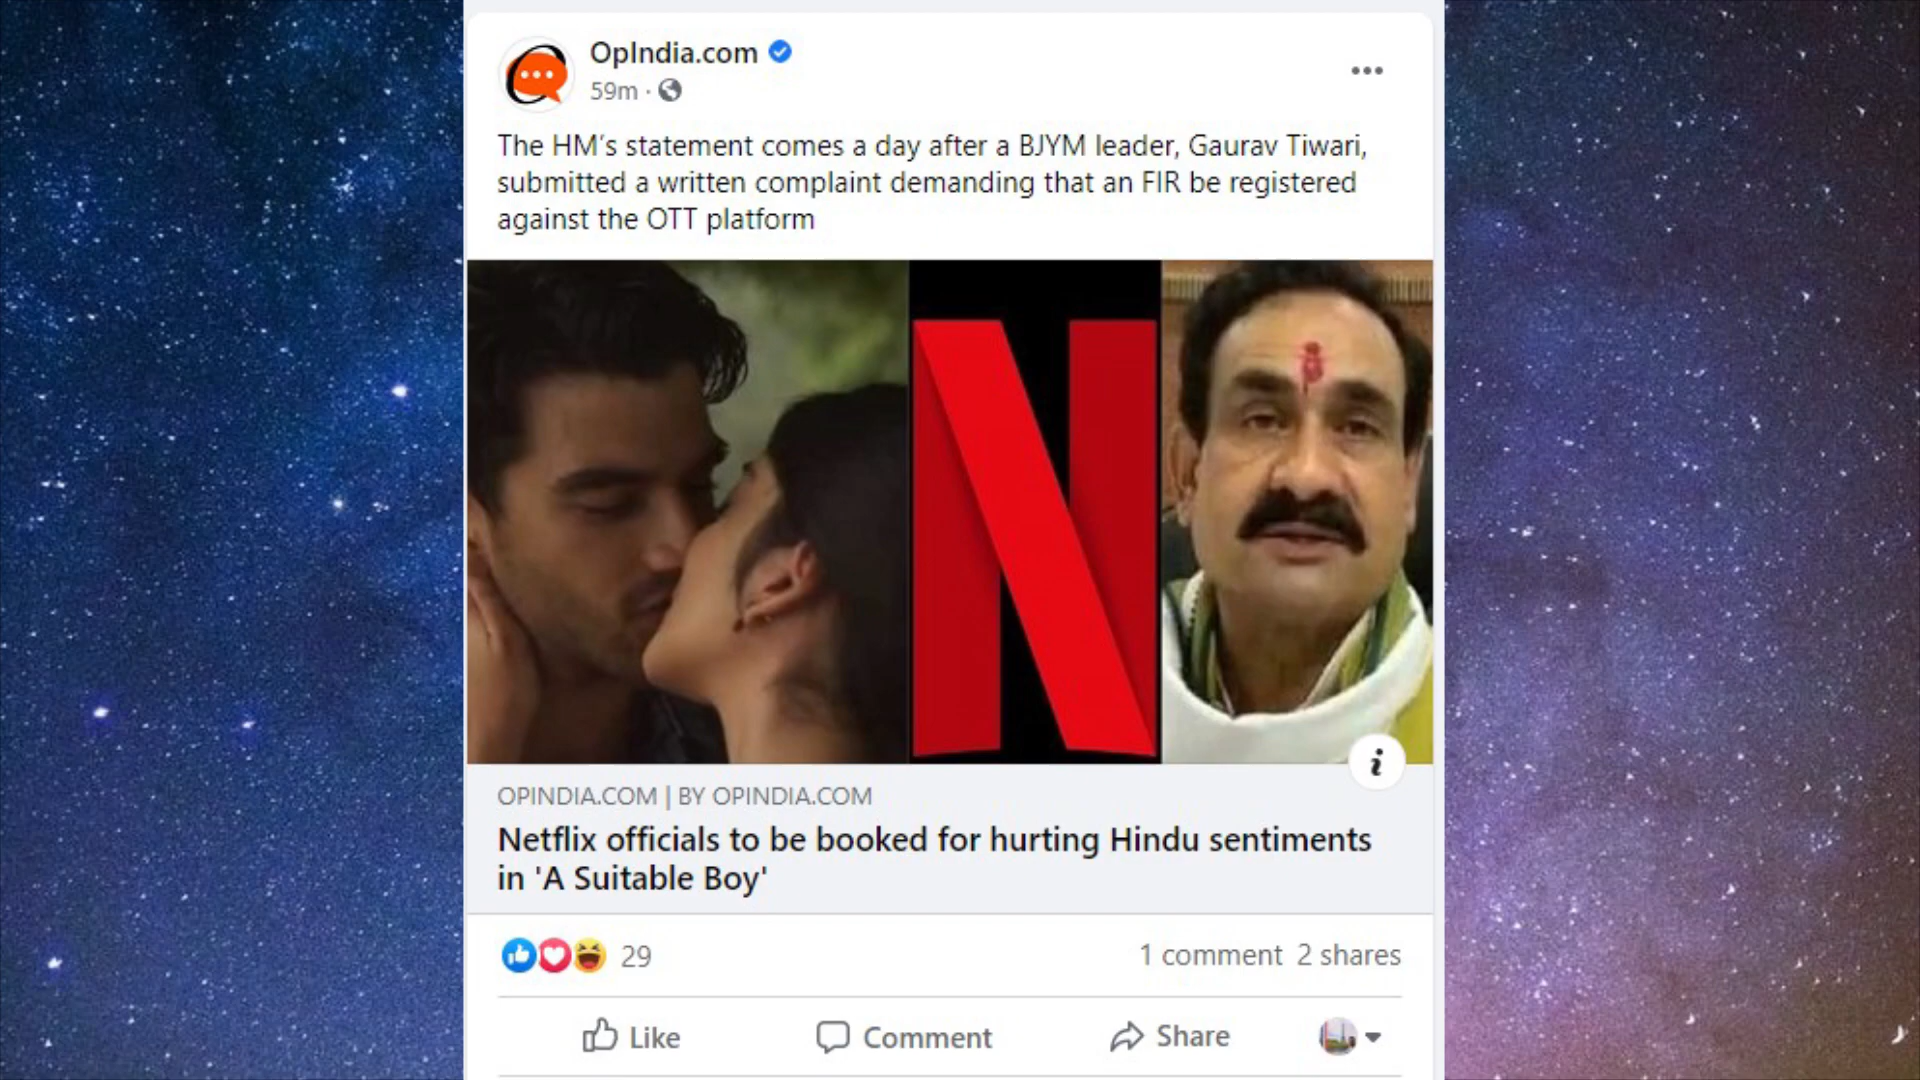 OpIndia.com
59m ·
The HM's statement comes a day after a BJYM leader, Gaurav Tiwari,
submitted a written complaint demanding that an FIR be registered
against the OTT platform
N
OPINDIA.COM | BY OPINDIA.COM
Netflix officials to be booked for hurting Hindu sentiments
in 'A Suitable Boy'
29
1 comment 2 shares
Like Comment Share